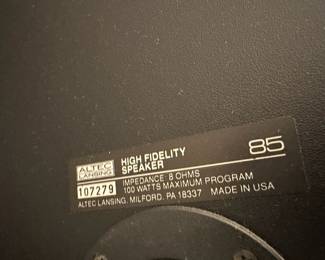 ALTEC
LANSING
HIGH FIDELITY
SPEAKER
85
107279
IMPEDANCE 8 OHMS
100 WATTS MAXIMUM PROGRAM
ALTEC LANSING, MILFORD, PA 18337 MADE IN USA